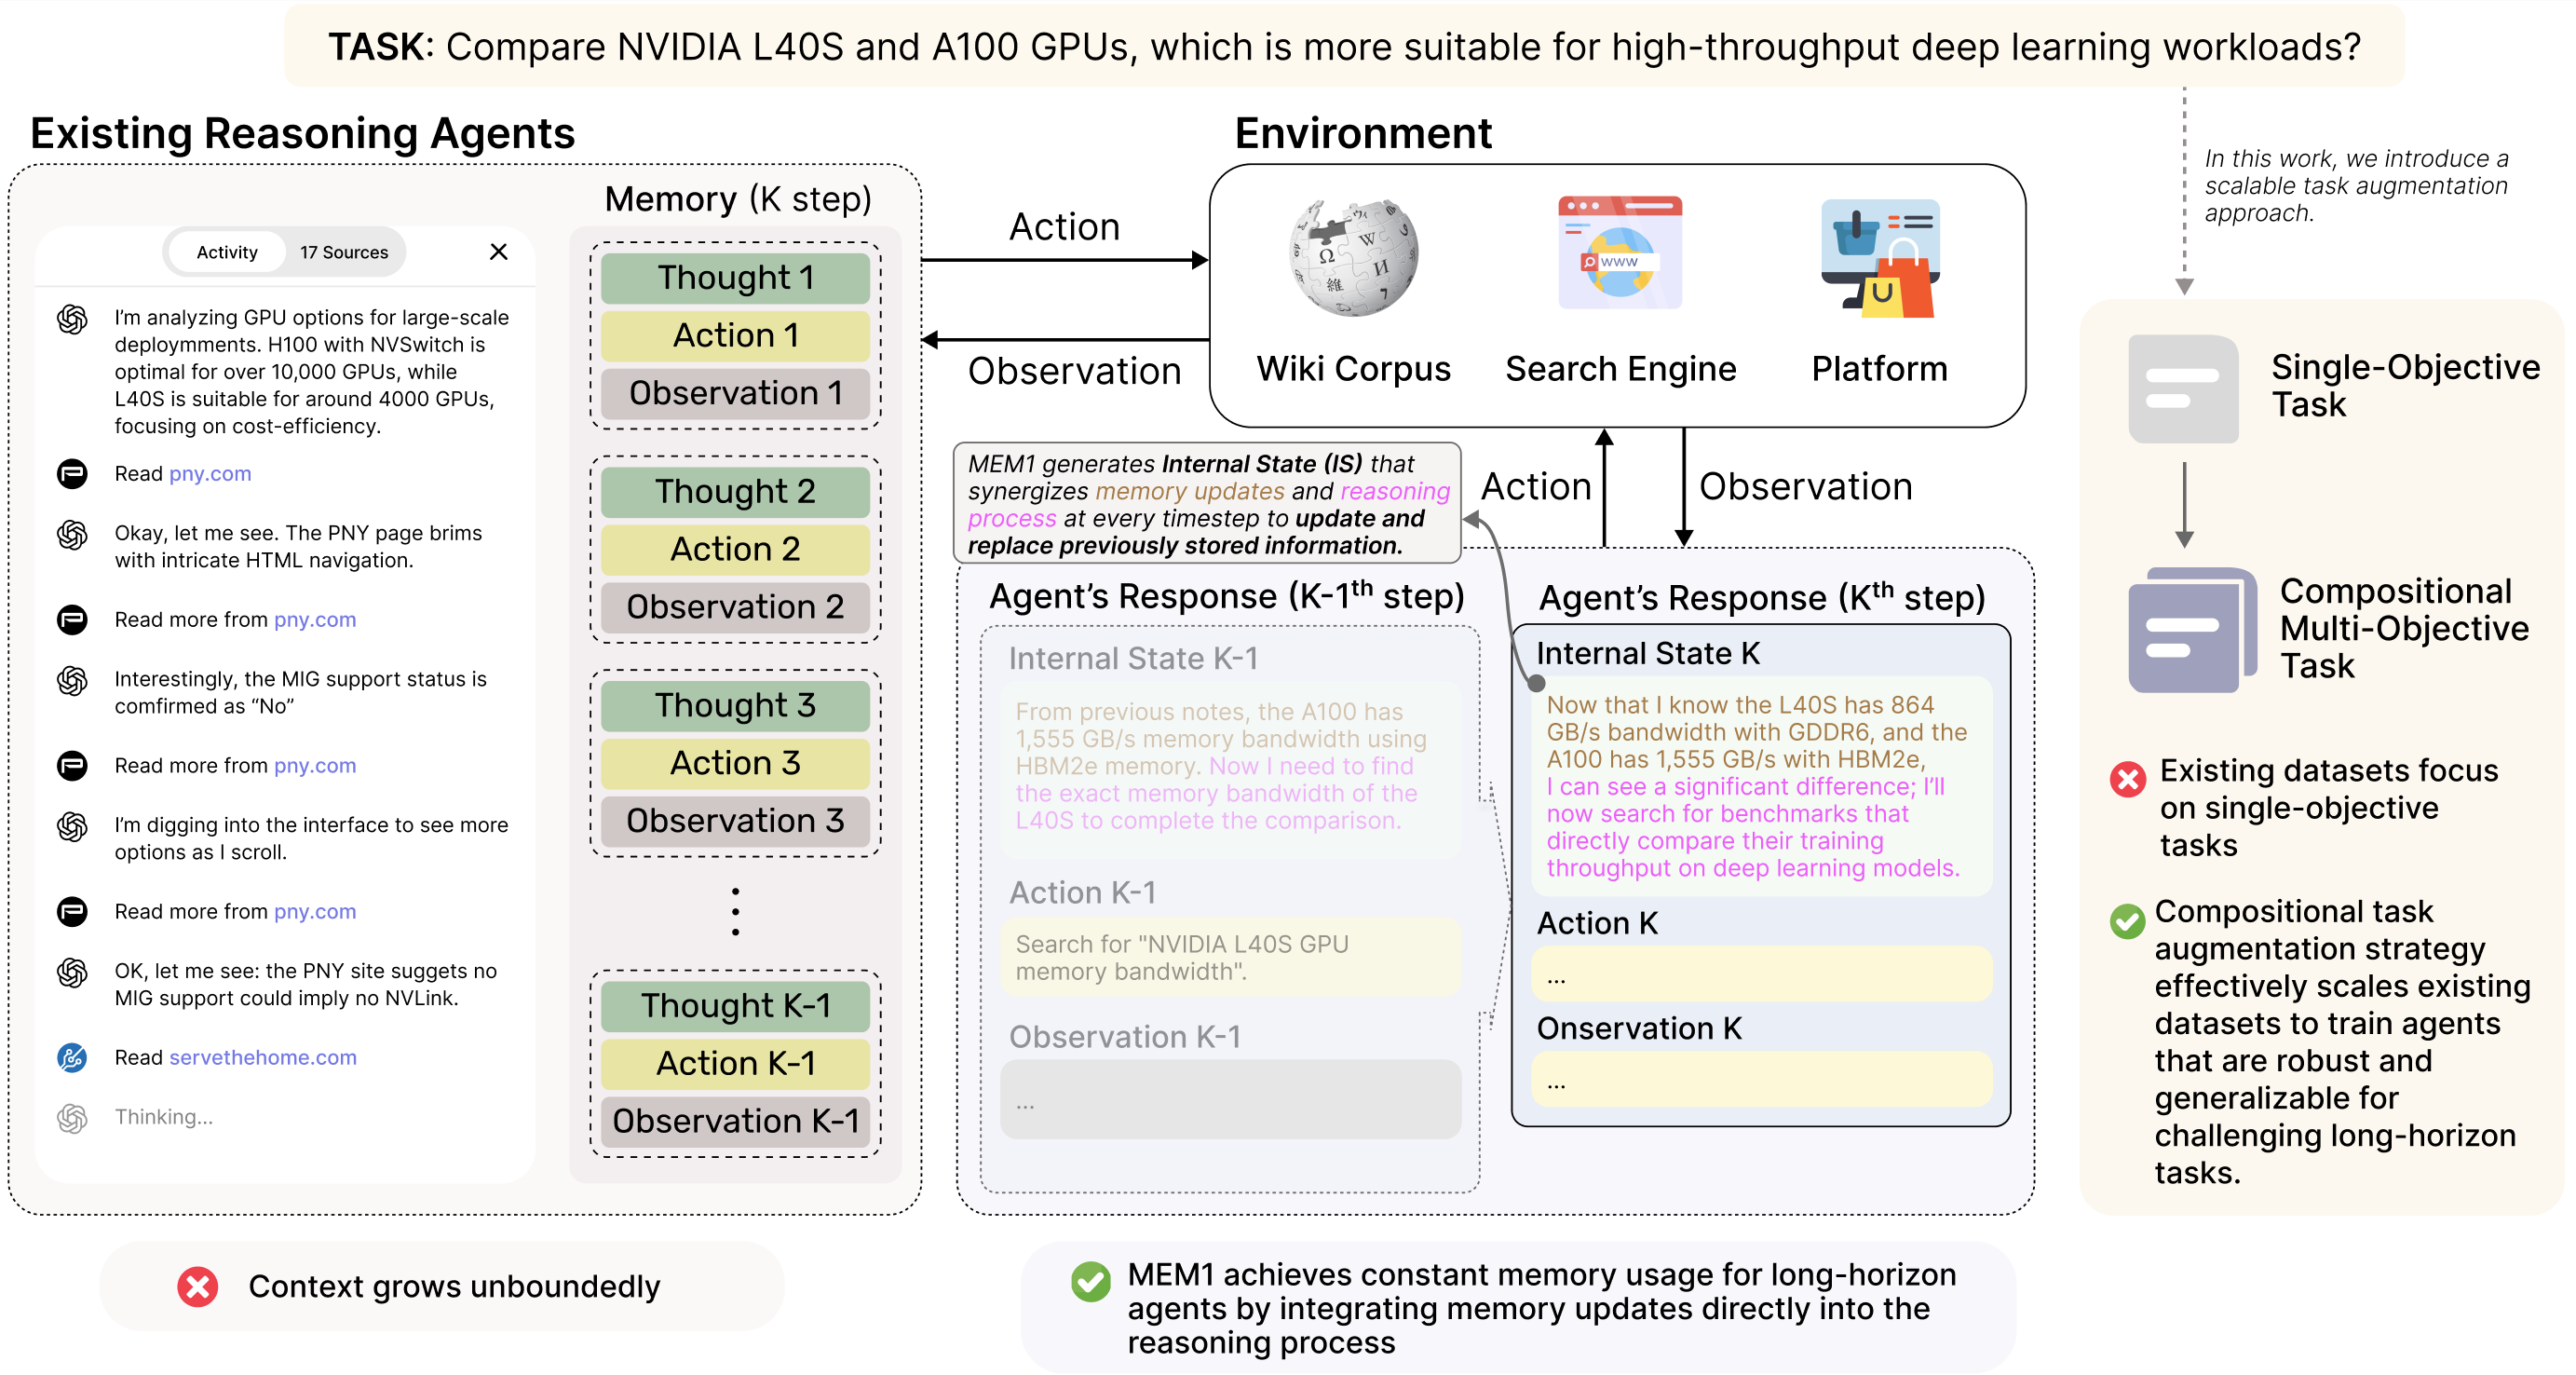 TASK: Compare NVIDIA L40S and A100 GPUs, which is more suitable for high-throughput deep learning workloads?
Existing Reasoning Agents
Activity
17 Sources
I'm analyzing GPU options for large-scale
deploymments. H100 with NVSwitch is
optimal for over 10,000 GPUs, while
L40S is suitable for around 4000 GPUs,
focusing on cost-efficiency.
Read pny.com
Okay, let me see. The PNY page brims
with intricate HTML navigation.
Read more from pny.com
Interestingly, the MIG support status is
comfirmed as “No”
Read more from pny.com
I'm digging into the interface to see more
options as I scroll.
Read more from pny.com
OK, let me see: the PNY site suggets no
MIG support could imply no NVLink.
Read servethehome.com
Thinking...
Memory (K step)
Thought 1
Action 1
Observation 1
Thought 2
Action 2
Observation 2
Thought 3
Action 3
Observation 3
Thought K-1
Action K-1
Observation K-1
Context grows unboundedly
Action
Observation
Environment
Wiki Corpus
Search Engine
WWW
Platform
Action
Observation
MEM1 generates Internal State (IS) that
synergizes memory updates and reasoning
process at every timestep to update and
replace previously stored information.
Agent's Response (K-1th step)
Internal State K-1
From previous notes, the A100 has
1,555 GB/s memory bandwidth using
HBM2e memory. Now I need to find
the exact memory bandwidth of the
L40S to complete the comparison.
Action K-1
Search for "NVIDIA L40S GPU
memory bandwidth".
Observation K-1
...
Agent's Response (Kth step)
Internal State K
Now that I know the L40S has 864
GB/s bandwidth with GDDR6, and the
A100 has 1,555 GB/s with HBM2e,
I can see a significant difference; I'll
now search for benchmarks that
directly compare their training
throughput on deep learning models.
Action K
...
Onservation K
...
MEM1 achieves constant memory usage for long-horizon
agents by integrating memory updates directly into the
reasoning process
In this work, we introduce a
scalable task augmentation
approach.
Single-Objective
Task
Compositional
Multi-Objective
Task
Existing datasets focus
on single-objective
tasks
Compositional task
augmentation strategy
effectively scales existing
datasets to train agents
that are robust and
generalizable for
challenging long-horizon
tasks.